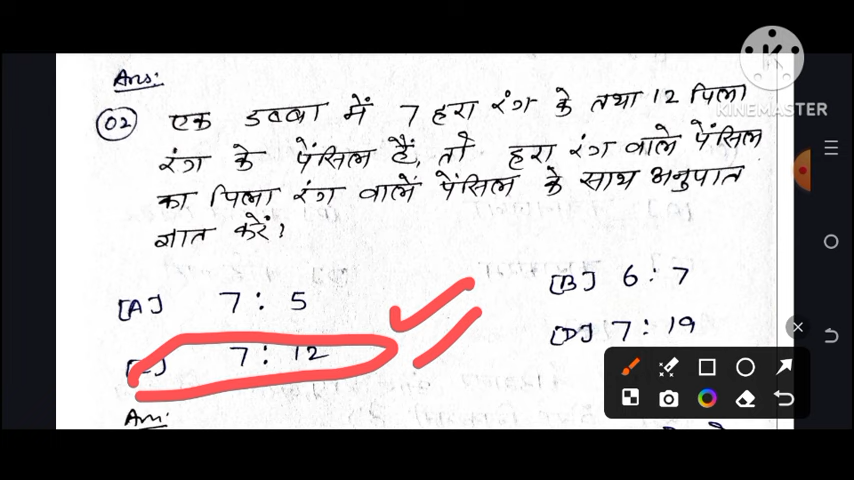 Ans:
02 एक डब्बा में 7 हरा रंग के तथा 12 पिला
रंग के पेंसिल हैं, तो हरा रंग वाले पेंसिल
का पिला रंग वालें पेंसिल के साथ अनुपात
ज्ञात करें?
[A] 7 : 5
[B] 6 : 7
7 : 12
[D] 7 : 19
Ans:
KINEMASTER